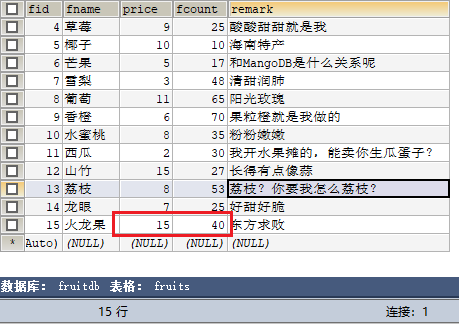 fid fname price fcount remark
4 草莓 9 25 酸酸甜甜就是我
5 椰子 10 10 海南特产
6 芒果 5 17 和MangoDB是什么关系呢
7 雪梨 3 48 清甜润肺
8 葡萄 11 65 阳光玫瑰
9 香橙 6 70 果粒橙就是我做的
10 水蜜桃 8 35 粉粉嫩嫩
11 西瓜 2 30 我开水果摊的，能卖你生瓜蛋子？
12 山竹 15 27 长得有点像蒜
13 荔枝 8 53 荔枝？你要我怎么荔枝？
14 龙眼 7 25 好甜好脆
15 火龙果 15 40 东方求败
* Auto) (NULL) (NULL) (NULL) (NULL)
数据库： fruitdb 表格： fruits
15 行 连接：1